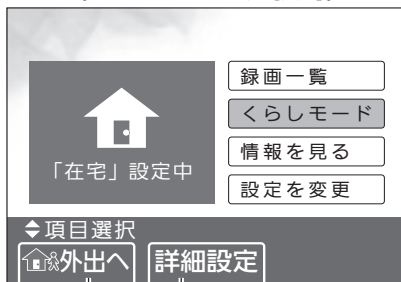 録画一覧
くらしモード
情報を見る
設定を変更
「在宅」設定中
項目選択
外出へ
詳細設定